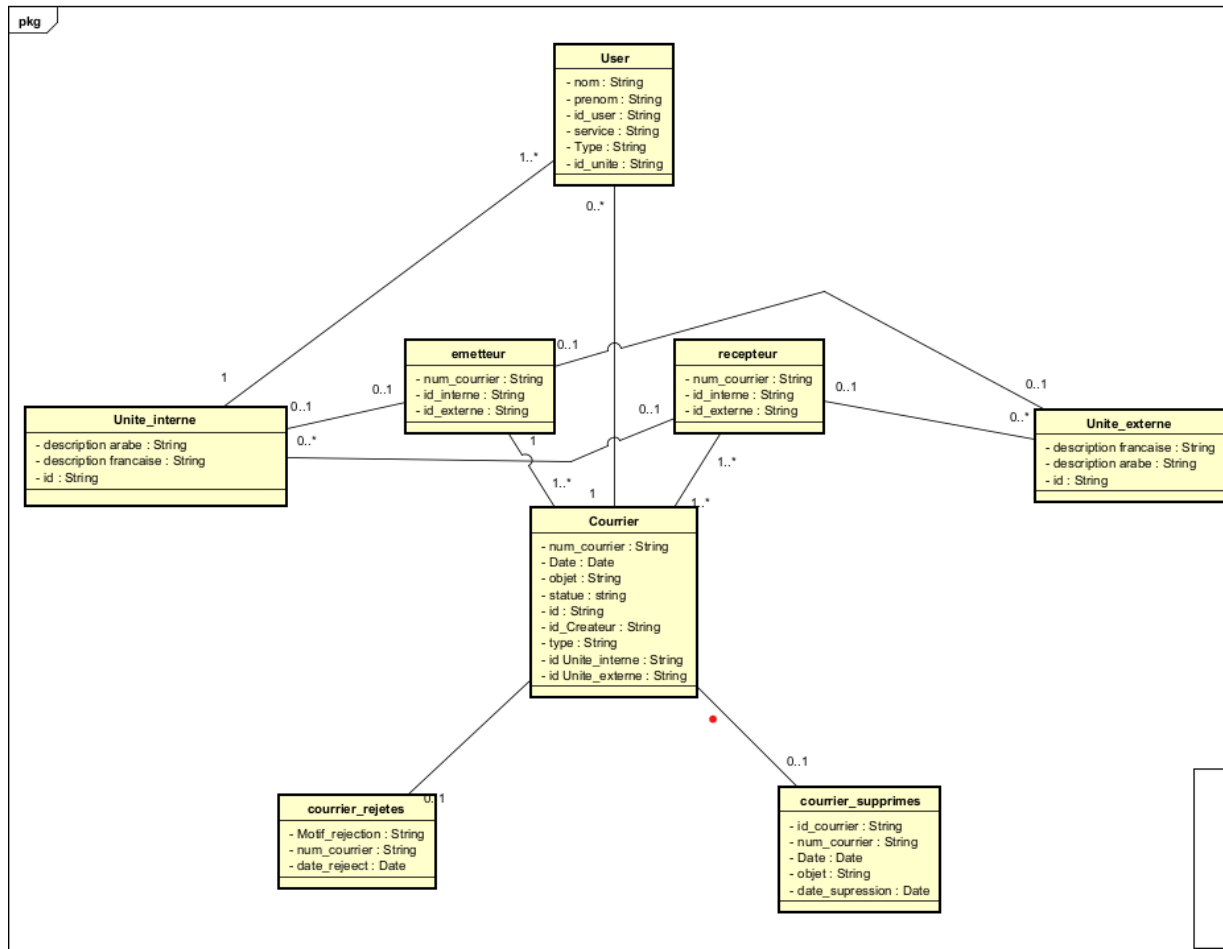 pkg
User
- nom : String
- prenom : String
- id_user : String
- service : String
- Type : String
- id_unite : String
1..*
0..*
1
0..1
0..1
0..1
0..1
0..*
0..1
0..1
0..*
emetteur
- num_courrier : String
- id_interne : String
- id_externe : String
recepteur
- num_courrier : String
- id_interne : String
- id_externe : String
Unite_interne
- description arabe : String
- description francaise : String
- id : String
Unite_externe
- description francaise : String
- description arabe : String
- id : String
1
1..*
1
1..*
1..*
Courrier
- num_courrier : String
- Date : Date
- objet : String
- statue : string
- id : String
- id_Createur : String
- type : String
- id Unite_interne : String
- id Unite_externe : String
0..1
0..1
courrier_rejetes
- Motif_rejection : String
- num_courrier : String
- date_rejeect : Date
courrier_supprimes
- id_courrier : String
- num_courrier : String
- Date : Date
- objet : String
- date_supression : Date